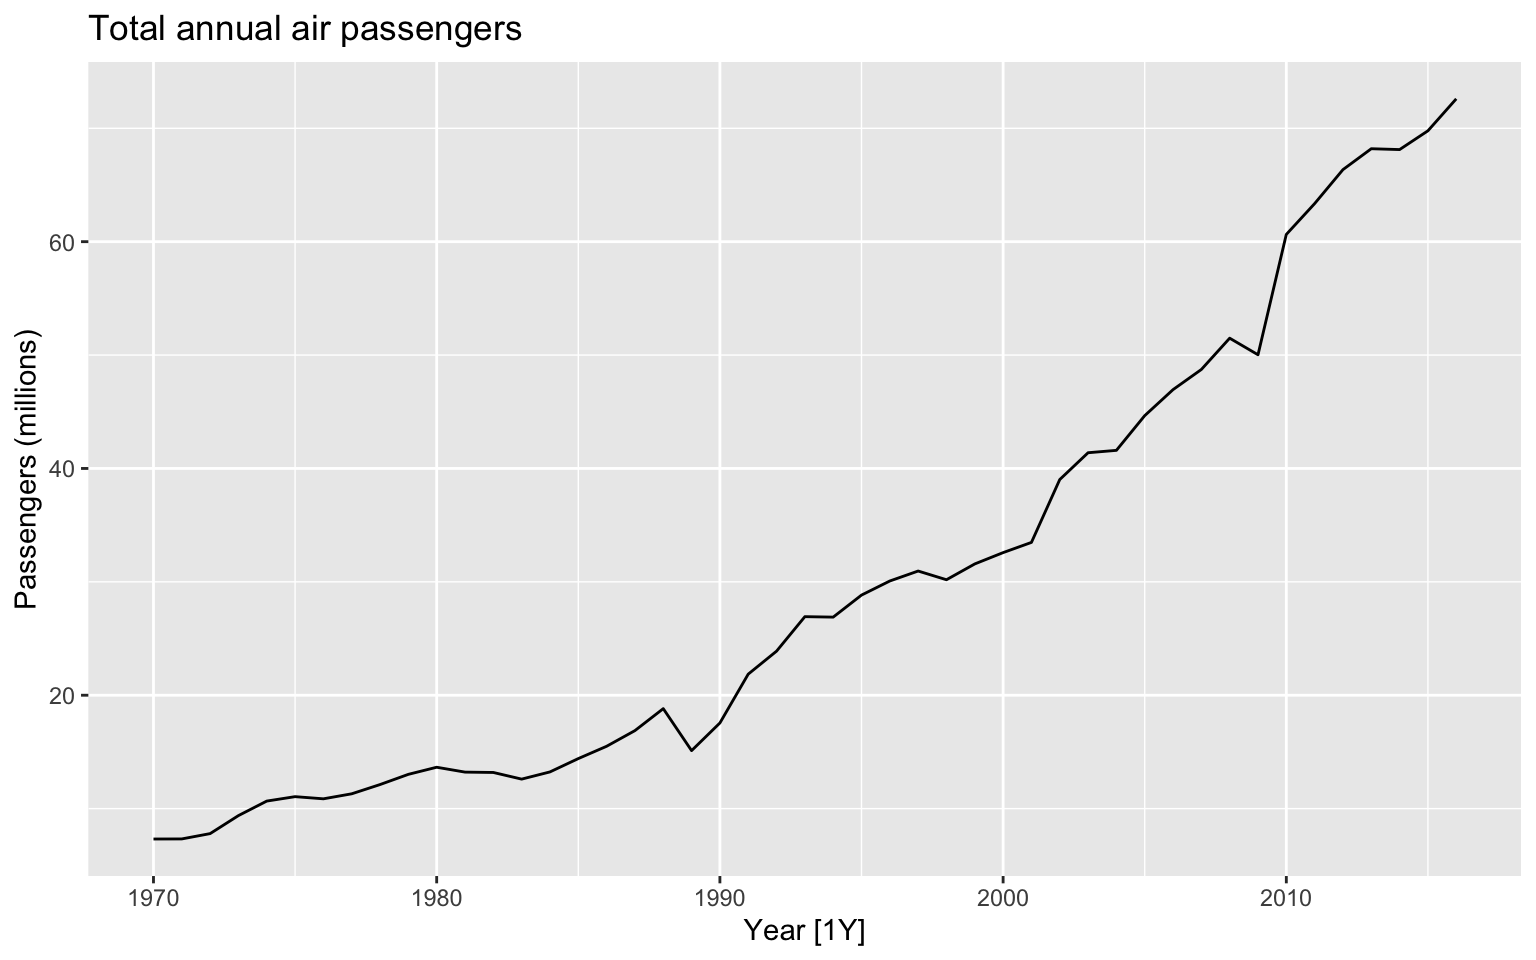 Total annual air passengers
Passengers (millions)
60
40
20
1970 1980 1990 2000 2010
Year [1Y]